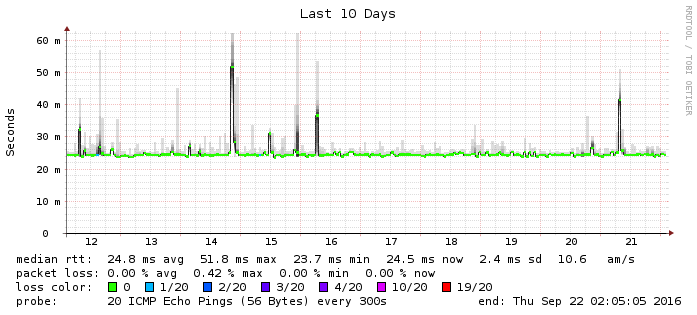 Last 10 Days
RRDTOOL / TOBI OETIKER
Seconds
60 m
50 m
40 m
30 m
20 m
10 m
0
12 13 14 15 16 17 18 19 20 21
median rtt: 24.8 ms avg 51.8 ms max 23.7 ms min 24.5 ms now 2.4 ms sd 10.6 am/s
packet loss: 0.00 % avg 0.42 % max 0.00 % min 0.00 % now
loss color: 0 1/20 2/20 3/20 4/20 10/20 19/20
probe: 20 ICMP Echo Pings (56 Bytes) every 300s end: Thu Sep 22 02:05:05 2016